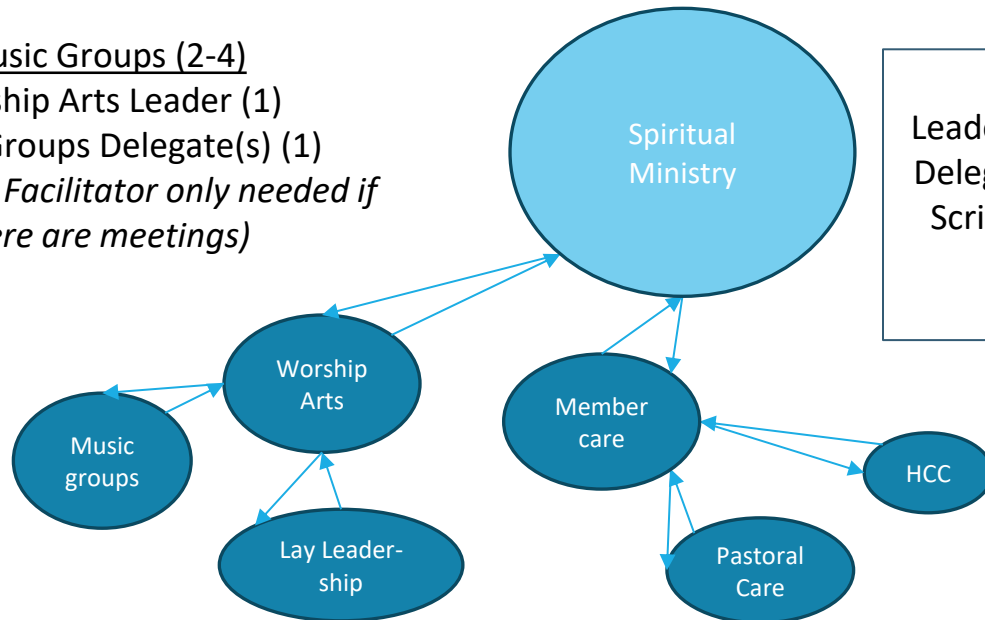 usic Groups (2-4)
ship Arts Leader (1)
Groups Delegate(s) (1)
Facilitator only needed if
ere are meetings)
Spiritual
Ministry
Leade
Deleg
Scri
Worship
Arts
Member
care
Music
groups
HCC
Lay Leader-
ship
Pastoral
Care